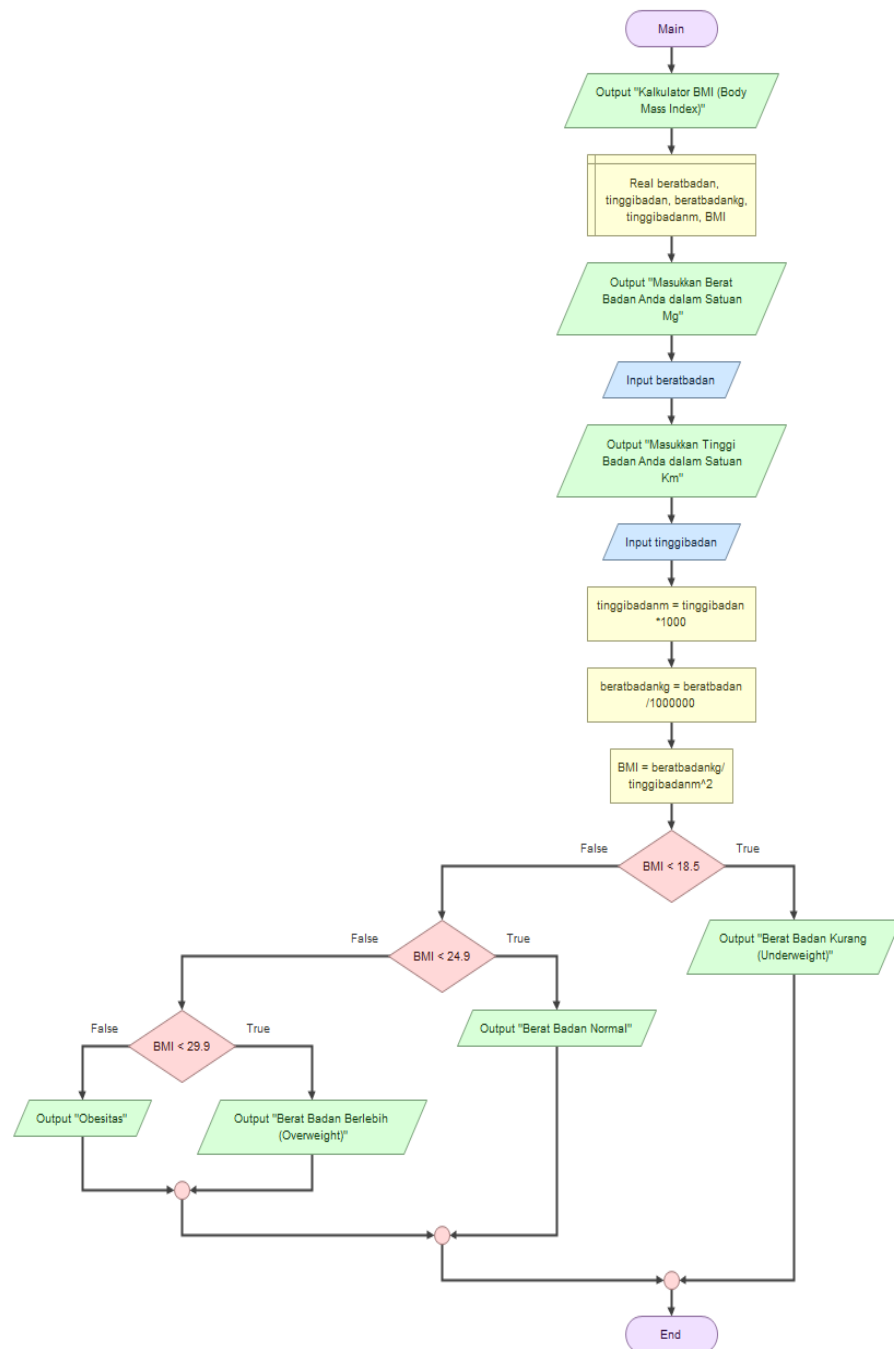 Main
Output "Kalkulator BMI (Body
Mass Index)"
Real beratbadan,
tinggibadan, beratbadankg,
tinggibadanm, BMI
Output "Masukkan Berat
Badan Anda dalam Satuan
Mg"
Input beratbadan
Output "Masukkan Tinggi
Badan Anda dalam Satuan
Km"
Input tinggibadan
tinggibadanm = tinggibadan
*1000
beratbadankg = beratbadan
/1000000
BMI = beratbadankg/
tinggibadanm^2
False
True
BMI < 18.5
False
True
BMI < 24.9
Output "Berat Badan Kurang
(Underweight)"
False
True
BMI < 29.9
Output "Berat Badan Normal"
Output "Obesitas"
Output "Berat Badan Berlebih
(Overweight)"
End